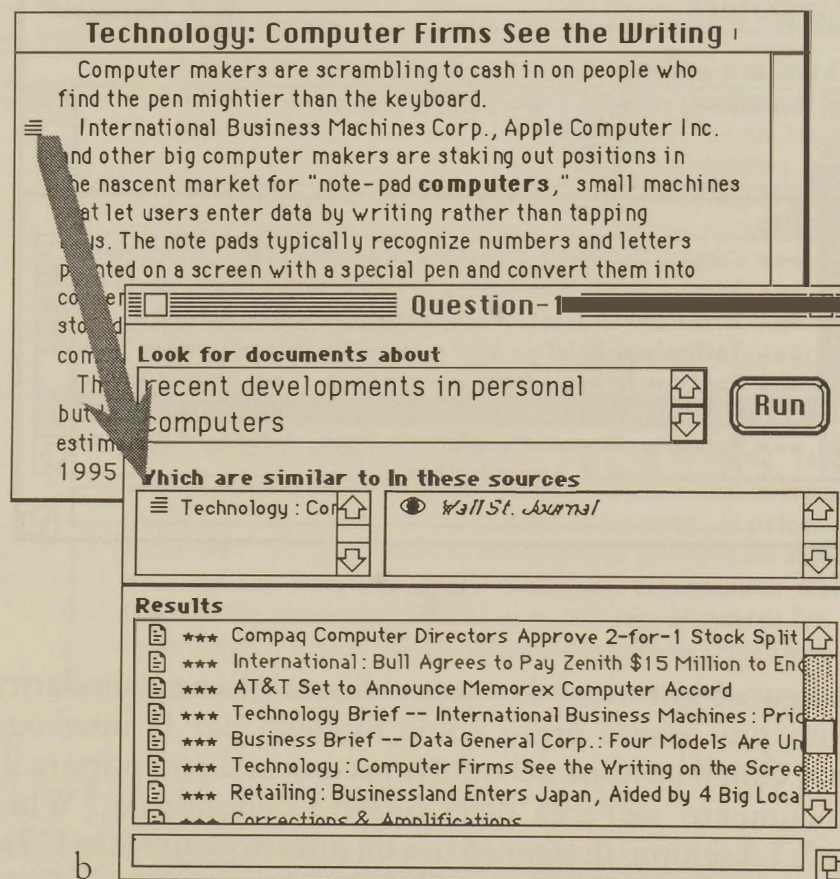 Technology: Computer Firms See the Writing
Computer makers are scrambling to cash in on people who
find the pen mightier than the keyboard.
International Business Machines Corp., Apple Computer Inc.
and other big computer makers are staking out positions in
the nascent market for "note-pad computers," small machines
that let users enter data by writing rather than tapping
keys. The note pads typically recognize numbers and letters
printed on a screen with a special pen and convert them into
but
1995
Question-1
Look for documents about
recent developments in personal
computers
Run
Which are similar to In these sources
Technology : Co
Wall St. Journal
Results
*** Compaq Computer Directors Approve 2-for-1 Stock Split
*** International : Bull Agrees to Pay Zenith $15 Million to En
*** AT&T Set to Announce Memorex Computer Accord
*** Technology Brief -- International Business Machines : Pric
*** Business Brief -- Data General Corp.: Four Models Are Un
*** Technology : Computer Firms See the Writing on the Scree
*** Retailing: Businessland Enters Japan, Aided by 4 Big Loca
*** Corrections & Amplifications
b